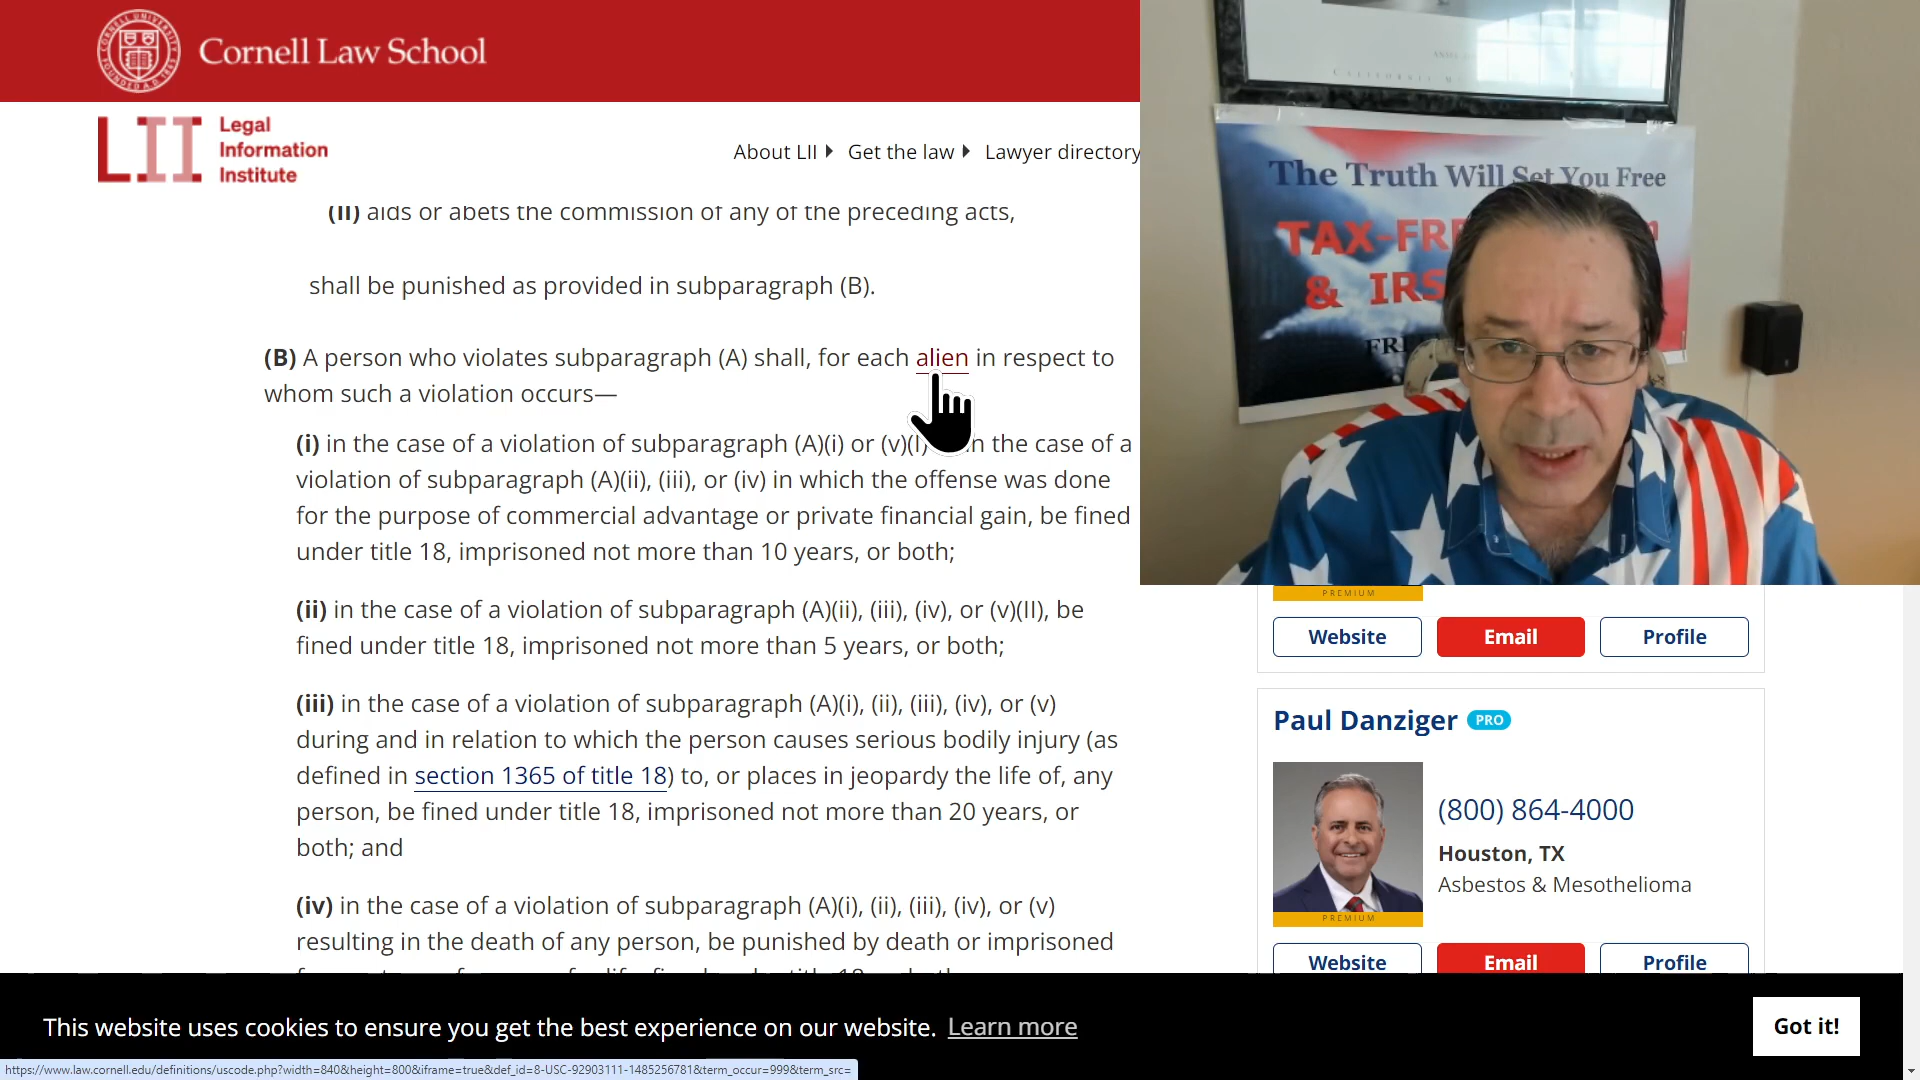 Cornell Law School
LII
Legal
Information
Institute
About LII
Get the law
Lawyer directory
(II) aids or abets the commission of any of the preceding acts,
shall be punished as provided in subparagraph (B).
(B) A person who violates subparagraph (A) shall, for each alien in respect to
whom such a violation occurs—
(i) in the case of a violation of subparagraph (A)(i) or (v)(I) in the case of a
violation of subparagraph (A)(ii), (iii), or (iv) in which the offense was done
for the purpose of commercial advantage or private financial gain, be fined
under title 18, imprisoned not more than 10 years, or both;
(ii) in the case of a violation of subparagraph (A)(ii), (iii), (iv), or (v)(II), be
fined under title 18, imprisoned not more than 5 years, or both;
(iii) in the case of a violation of subparagraph (A)(i), (ii), (iii), (iv), or (v)
during and in relation to which the person causes serious bodily injury (as
defined in section 1365 of title 18) to, or places in jeopardy the life of, any
person, be fined under title 18, imprisoned not more than 20 years, or
both; and
(iv) in the case of a violation of subparagraph (A)(i), (ii), (iii), (iv), or (v)
resulting in the death of any person, be punished by death or imprisoned
The Truth Will Set You Free
TAX-FR
& IRS
FR
PREMIUM
Website
Email
Profile
Paul Danziger PRO
(800) 864-4000
Houston, TX
Asbestos & Mesothelioma
PREMIUM
Website
Email
Profile
This website uses cookies to ensure you get the best experience on our website. Learn more
Got it!
https://www.law.cornell.edu/definitions/uscode.php?width=840&height=800&iframe=true&def_id=8-USC-92903111-1485256781&term_occur=999&term_src=